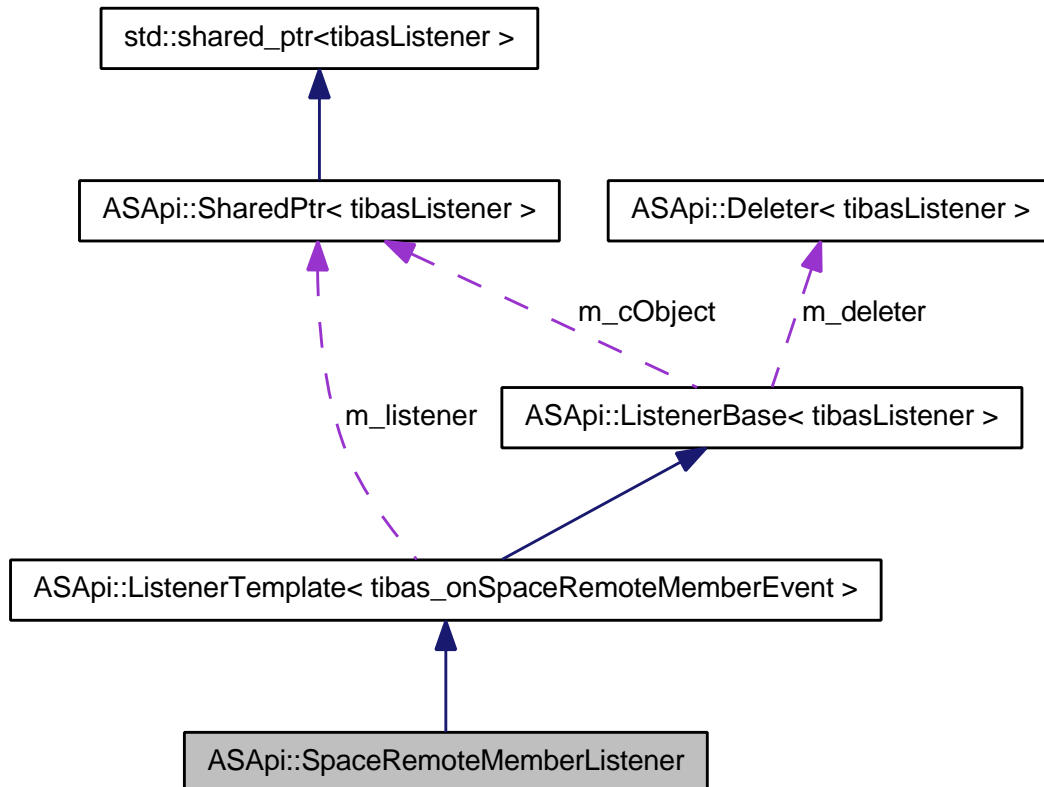 std::shared_ptr<tibasListener >
ASApi::SharedPtr< tibasListener >
ASApi::Deleter< tibasListener >
m_cObject
m_deleter
ASApi::ListenerBase< tibasListener >
m_listener
ASApi::ListenerTemplate< tibas_onSpaceRemoteMemberEvent >
ASApi::SpaceRemoteMemberListener